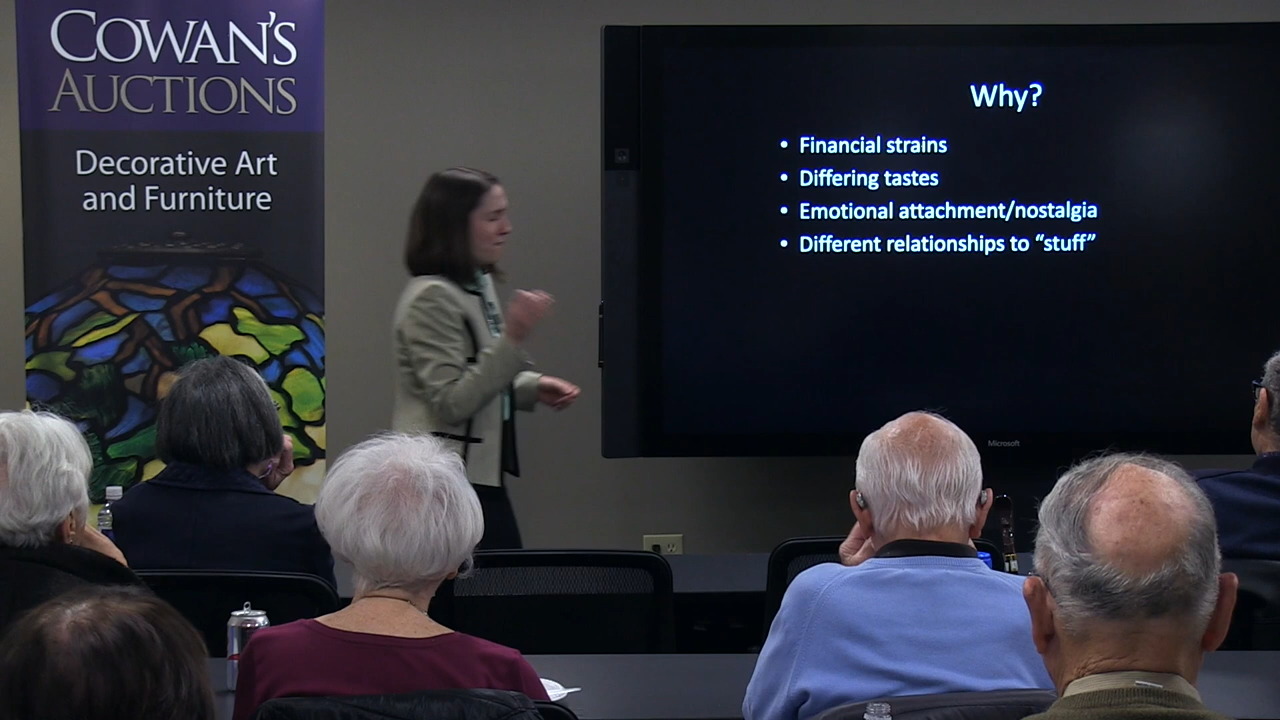 COWAN'S
AUCTIONS
Decorative Art
and Furniture
Why?
• Financial strains
• Differing tastes
• Emotional attachment/nostalgia
• Different relationships to “stuff”
Microsoft